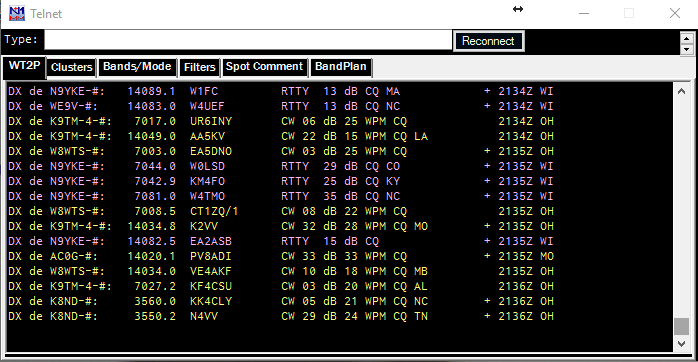 Telnet
Type: Reconnect
WT2P Clusters Bands/Mode Filters Spot Comment BandPlan
DX de N9YKE-#: 14089.1 W1FC RTTY 13 dB CQ MA + 2134Z WI
DX de WE9V-#: 14083.0 W4UEF RTTY 13 dB CQ NC + 2134Z WI
DX de K9TM-4-#: 7017.0 UR6INY CW 06 dB 25 WPM CQ 2134Z OH
DX de K9TM-4-#: 14049.0 AA5KV CW 22 dB 15 WPM CQ LA 2134Z OH
DX de W8WTS-#: 7003.0 EA5DNO CW 03 dB 25 WPM CQ + 2135Z OH
DX de N9YKE-#: 7044.0 W0LSD RTTY 29 dB CQ CO + 2135Z WI
DX de N9YKE-#: 7042.9 KM4FO RTTY 25 dB CQ KY + 2135Z WI
DX de N9YKE-#: 7081.0 W4TMO RTTY 35 dB CQ NC + 2135Z WI
DX de W8WTS-#: 7008.5 CT1ZQ/1 CW 08 dB 22 WPM CQ 2135Z OH
DX de K9TM-4-#: 14034.8 K2VV CW 32 dB 28 WPM CQ MO + 2135Z OH
DX de N9YKE-#: 14082.5 EA2ASB RTTY 15 dB CQ + 2135Z WI
DX de AC0G-#: 14020.1 PV8ADI CW 33 dB 33 WPM CQ + 2135Z MO
DX de W8WTS-#: 14034.0 VE4AKF CW 10 dB 18 WPM CQ MB 2135Z OH
DX de K9TM-4-#: 7027.2 KF4CSU CW 03 dB 20 WPM CQ AL 2136Z OH
DX de K8ND-#: 3560.0 KK4CLY CW 05 dB 21 WPM CQ NC + 2136Z OH
DX de K8ND-#: 3550.2 N4VV CW 29 dB 24 WPM CQ TN + 2136Z OH